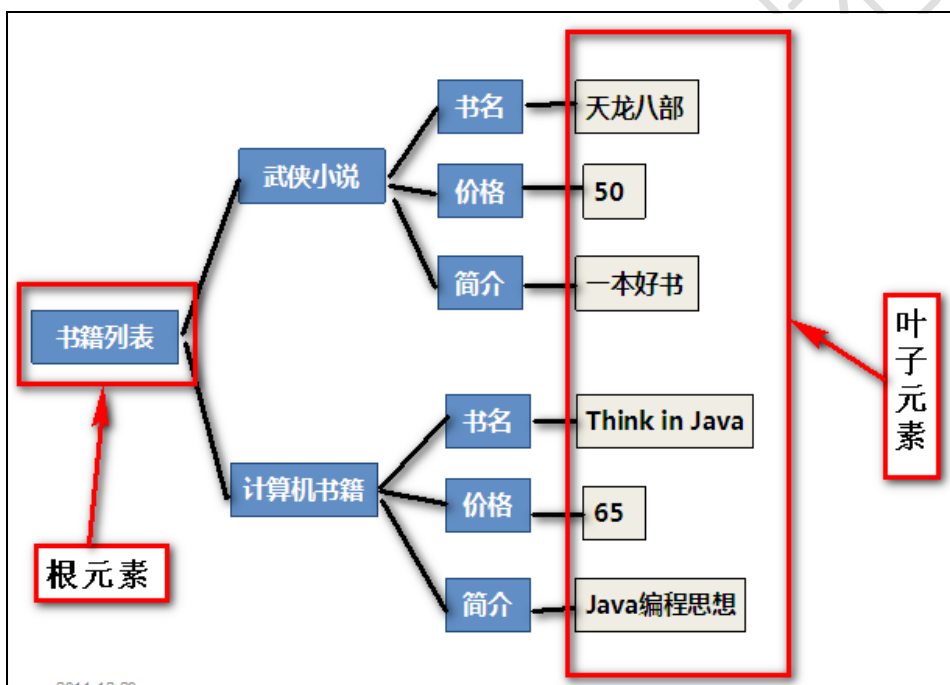 书名
天龙八部
武侠小说
价格
50
简介
一本好书
书籍列表
叶子元素
书名
Think in Java
计算机书籍
价格
65
根元素
简介
Java编程思想